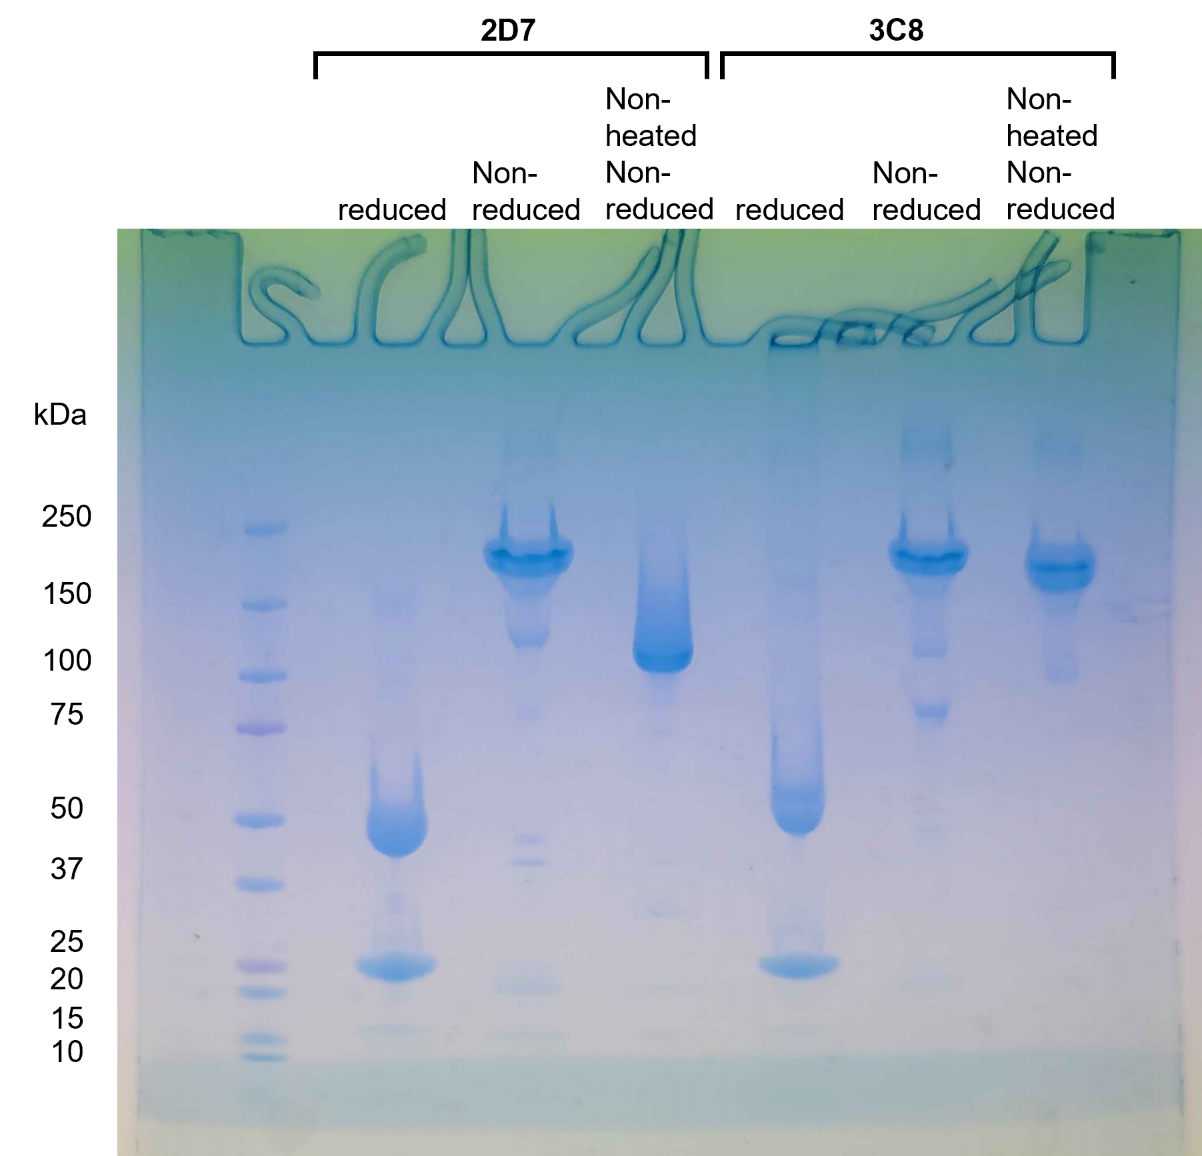 2D7
3C8
Non-
heated
Non-
reduced
Non-
heated
Non-
reduced
reduced
Non-
reduced
reduced
Non-
reduced
kDa
250
150
100
75
50
37
25
20
15
10